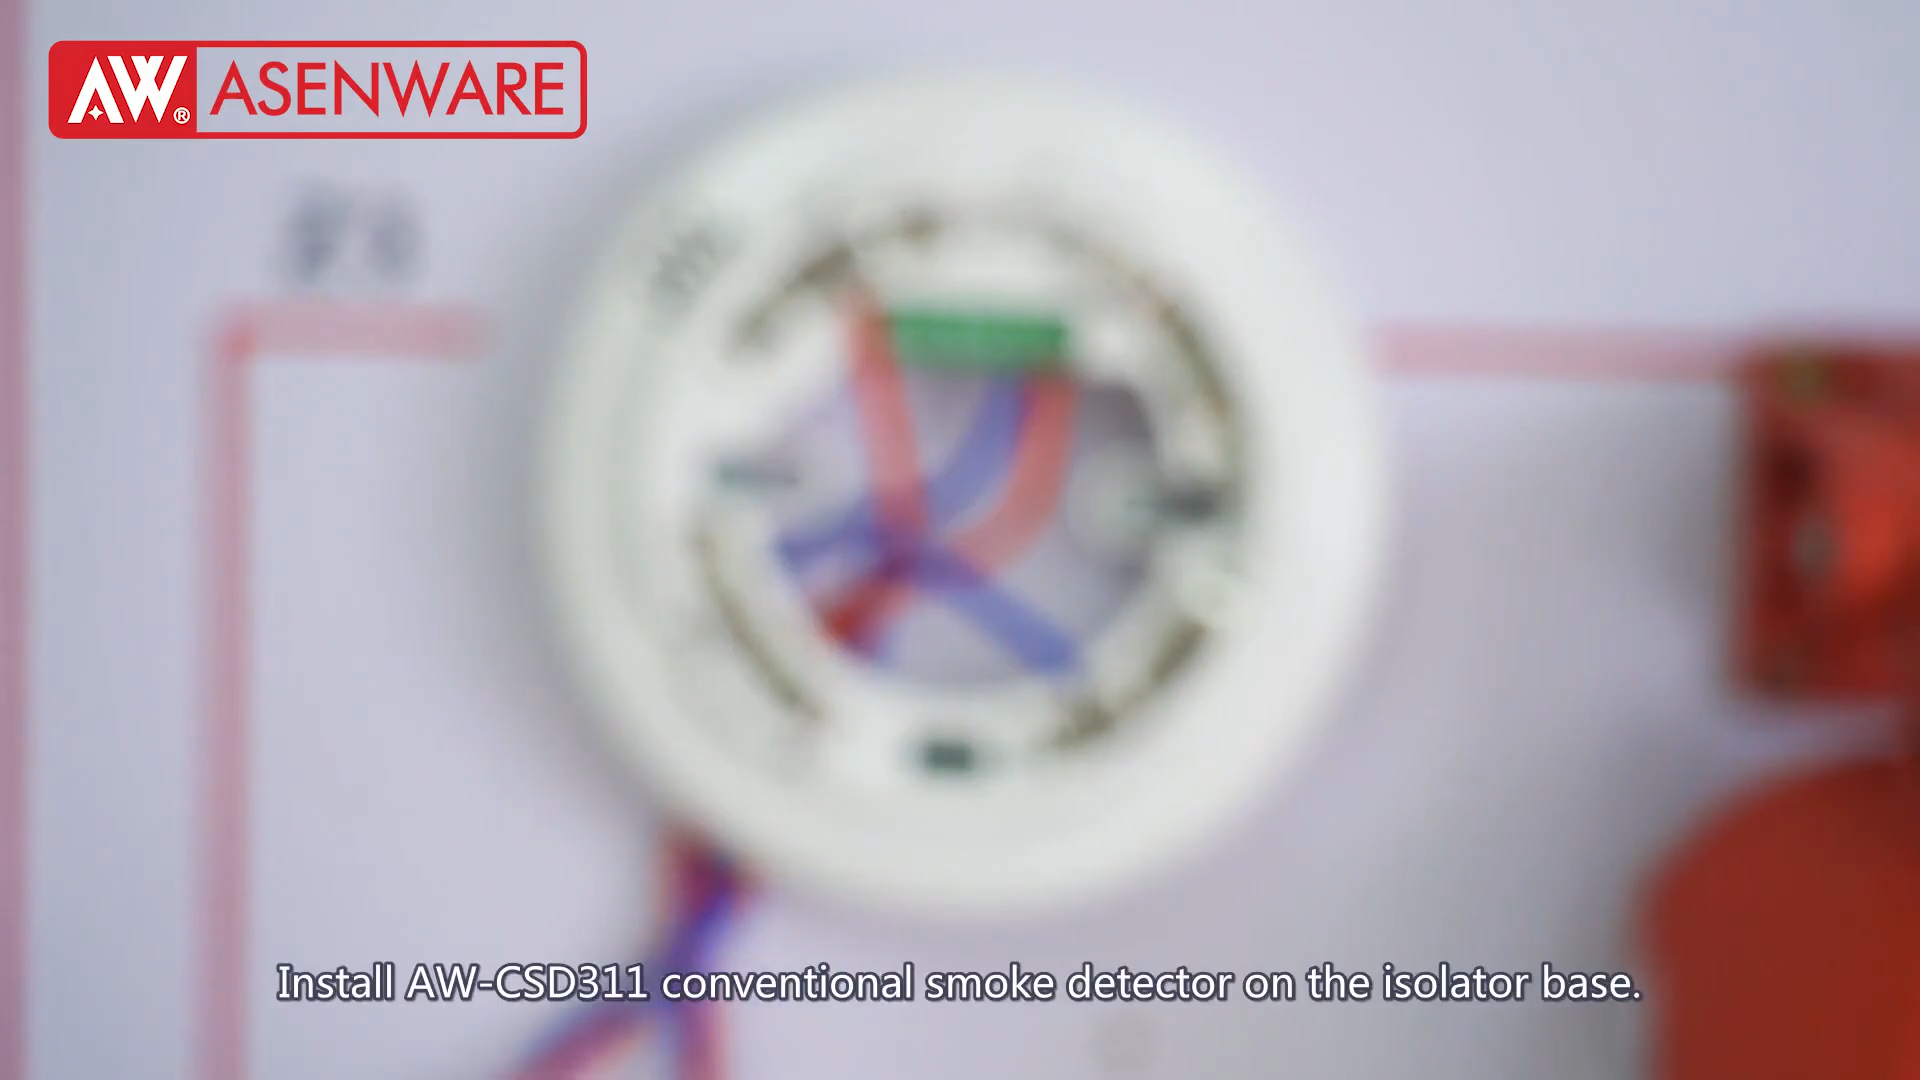 AW® ASENWARE
Install AW-CSD311 conventional smoke detector on the isolator base.